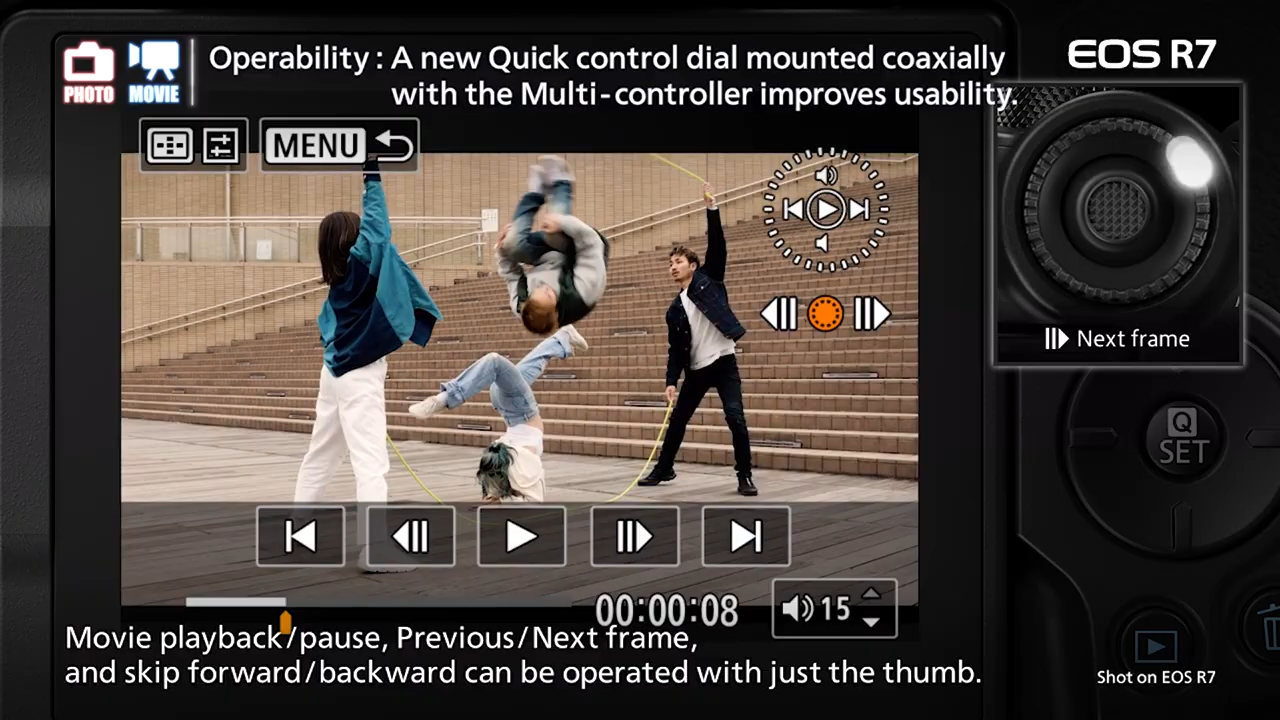 PHOTO
MOVIE
Operability : A new Quick control dial mounted coaxially
with the Multi-controller improves usability.
EOS R7
MENU
Next frame
Q
SET
00:00:08
15
Movie playback/pause, Previous/Next frame,
and skip forward/backward can be operated with just the thumb.
Shot on EOS R7